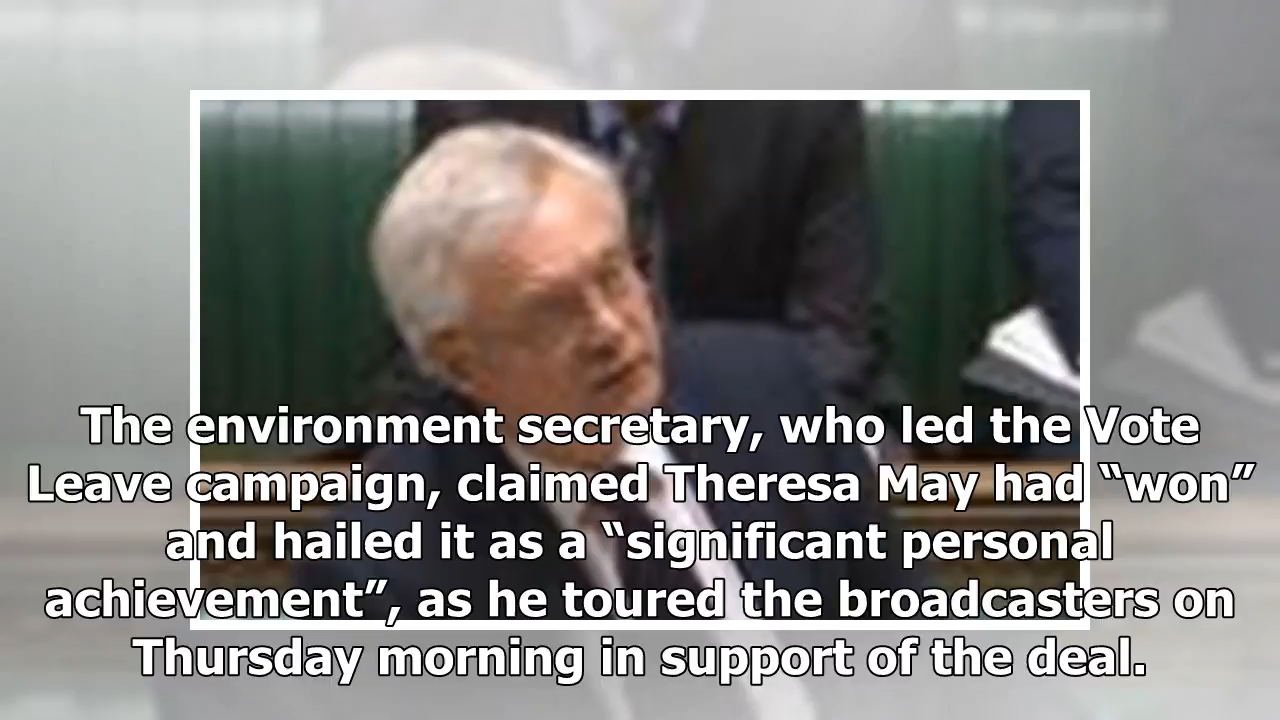 The environment secretary, who led the Vote
Leave campaign, claimed Theresa May had “won”
and hailed it as a “significant personal
achievement”, as he toured the broadcasters on
Thursday morning in support of the deal.